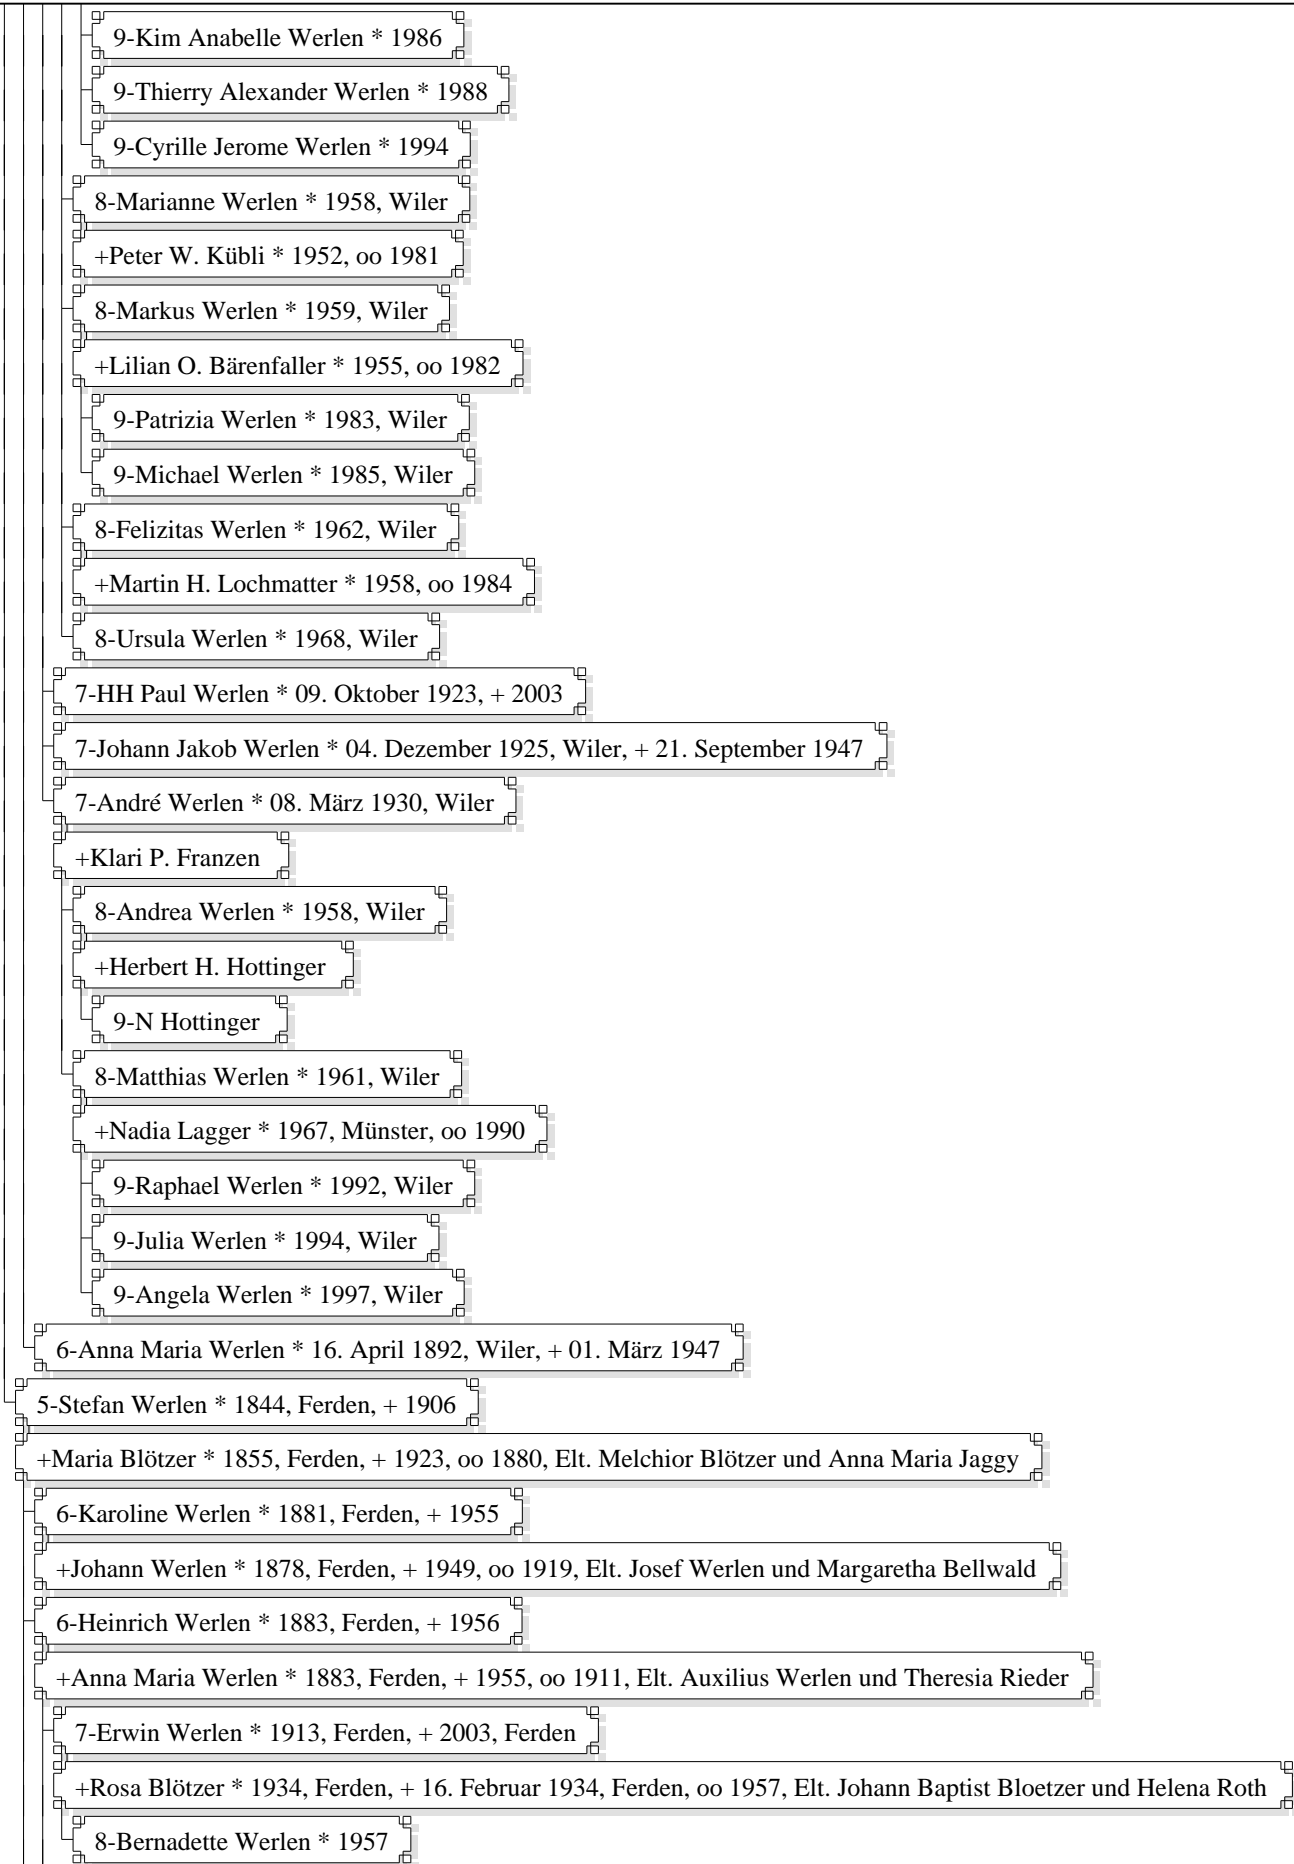 9-Kim Anabelle Werlen * 1986
9-Thierry Alexander Werlen * 1988
9-Cyrille Jerome Werlen * 1994
8-Marianne Werlen * 1958, Wiler
+Peter W. Kübli * 1952, oo 1981
8-Markus Werlen * 1959, Wiler
+Lilian O. Bärenfaller * 1955, oo 1982
9-Patrizia Werlen * 1983, Wiler
9-Michael Werlen * 1985, Wiler
8-Felizitas Werlen * 1962, Wiler
+Martin H. Lochmatter * 1958, oo 1984
8-Ursula Werlen * 1968, Wiler
7-HH Paul Werlen * 09. Oktober 1923, + 2003
7-Johann Jakob Werlen * 04. Dezember 1925, Wiler, + 21. September 1947
7-André Werlen * 08. März 1930, Wiler
+Klari P. Franzen
8-Andrea Werlen * 1958, Wiler
+Herbert H. Hottinger
9-N Hottinger
8-Matthias Werlen * 1961, Wiler
+Nadia Lagger * 1967, Münster, oo 1990
9-Raphael Werlen * 1992, Wiler
9-Julia Werlen * 1994, Wiler
9-Angela Werlen * 1997, Wiler
6-Anna Maria Werlen * 16. April 1892, Wiler, + 01. März 1947
5-Stefan Werlen * 1844, Ferden, + 1906
+Maria Blötzer * 1855, Ferden, + 1923, oo 1880, Elt. Melchior Blötzer und Anna Maria Jaggy
6-Karoline Werlen * 1881, Ferden, + 1955
+Johann Werlen * 1878, Ferden, + 1949, oo 1919, Elt. Josef Werlen und Margaretha Bellwald
6-Heinrich Werlen * 1883, Ferden, + 1956
+Anna Maria Werlen * 1883, Ferden, + 1955, oo 1911, Elt. Auxilius Werlen und Theresia Rieder
7-Erwin Werlen * 1913, Ferden, + 2003, Ferden
+Rosa Blötzer * 1934, Ferden, + 16. Februar 1934, Ferden, oo 1957, Elt. Johann Baptist Bloetzer und Helena Roth
8-Bernadette Werlen * 1957